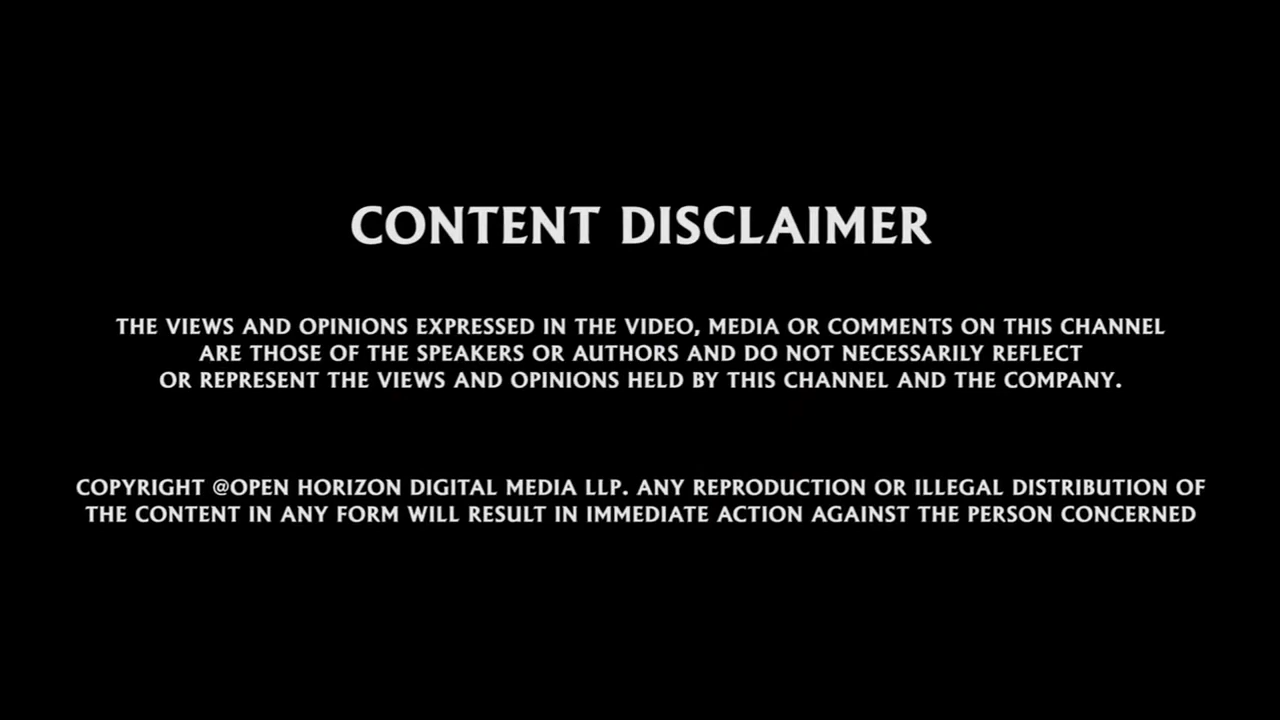 CONTENT DISCLAIMER
THE VIEWS AND OPINIONS EXPRESSED IN THE VIDEO, MEDIA OR COMMENTS ON THIS CHANNEL
ARE THOSE OF THE SPEAKERS OR AUTHORS AND DO NOT NECESSARILY REFLECT
OR REPRESENT THE VIEWS AND OPINIONS HELD BY THIS CHANNEL AND THE COMPANY.
COPYRIGHT @OPEN HORIZON DIGITAL MEDIA LLP. ANY REPRODUCTION OR ILLEGAL DISTRIBUTION OF
THE CONTENT IN ANY FORM WILL RESULT IN IMMEDIATE ACTION AGAINST THE PERSON CONCERNED